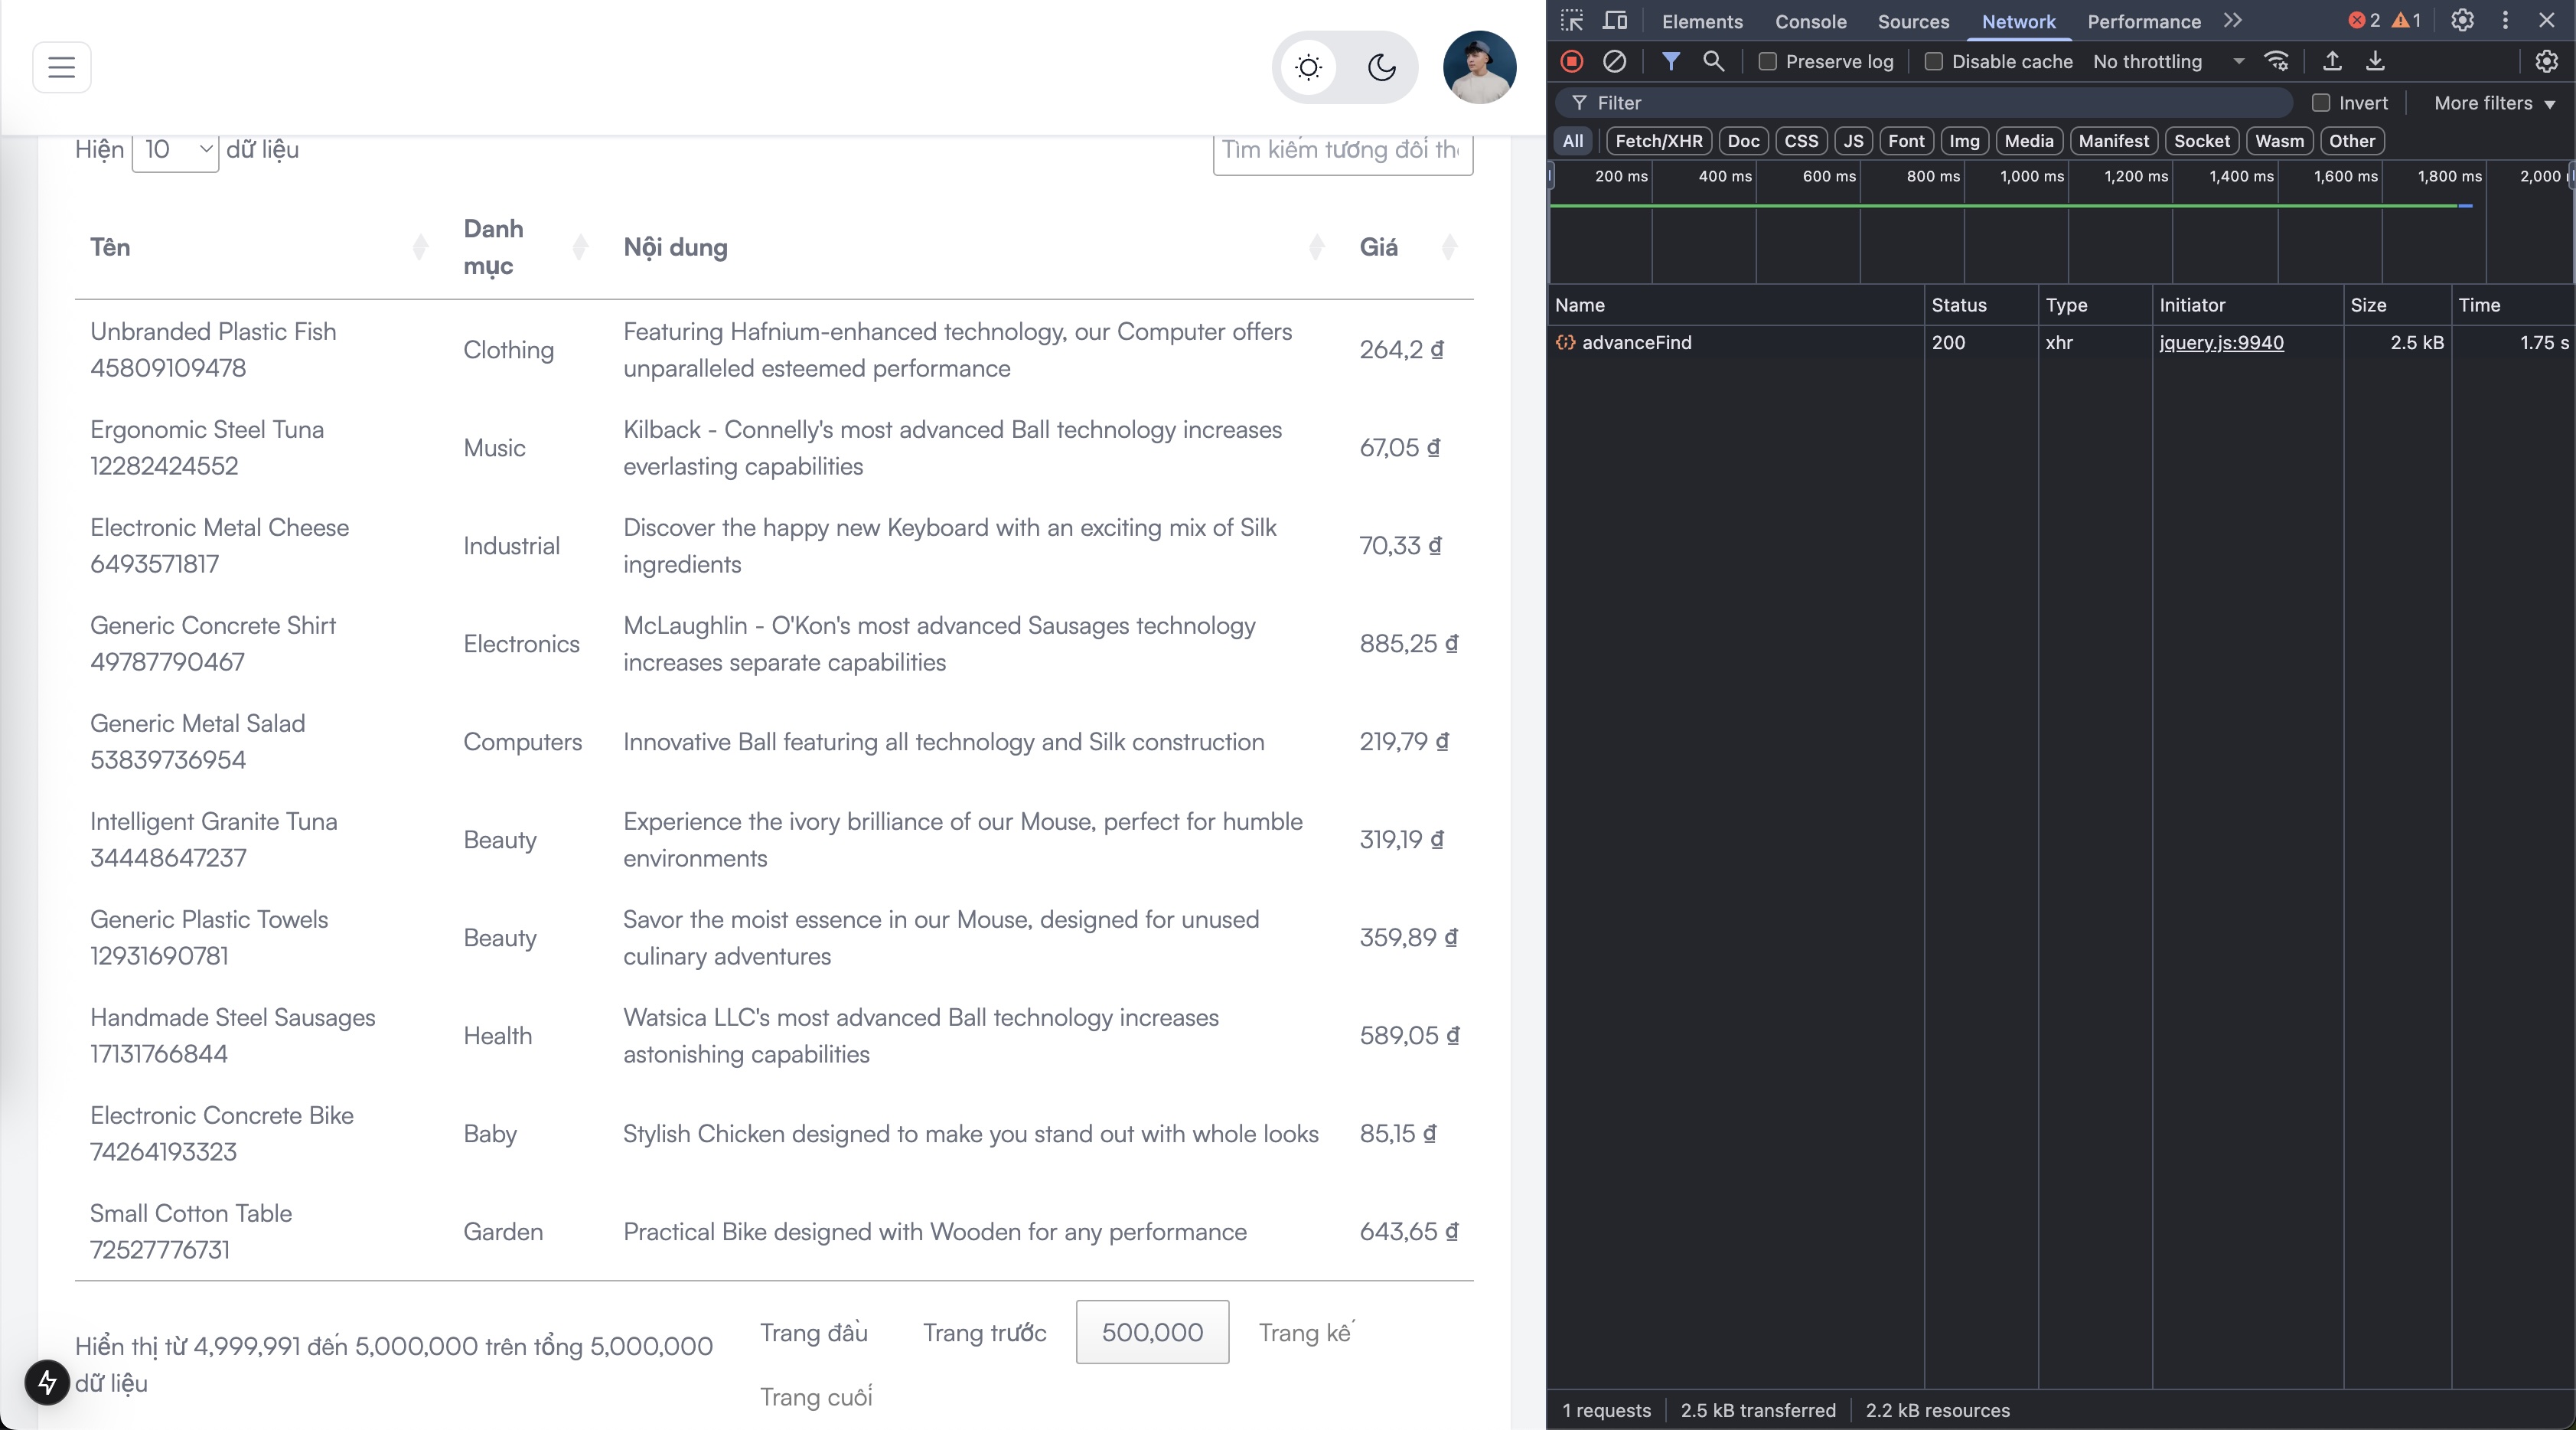 Hiện 10 dữ liệu
Tìm kiếm tương đối th
Tên
Danh
mục
Nội dung
Giá
Unbranded Plastic Fish
45809109478
Clothing
Featuring Hafnium-enhanced technology, our Computer offers
unparalleled esteemed performance
264,2 ₫
Ergonomic Steel Tuna
12282424552
Music
Kilback - Connelly's most advanced Ball technology increases
everlasting capabilities
67,05 ₫
Electronic Metal Cheese
6493571817
Industrial
Discover the happy new Keyboard with an exciting mix of Silk
ingredients
70,33 ₫
Generic Concrete Shirt
49787790467
Electronics
McLaughlin - O'Kon's most advanced Sausages technology
increases separate capabilities
885,25 ₫
Generic Metal Salad
53839736954
Computers
Innovative Ball featuring all technology and Silk construction
219,79 ₫
Intelligent Granite Tuna
34448647237
Beauty
Experience the ivory brilliance of our Mouse, perfect for humble
environments
319,19 ₫
Generic Plastic Towels
12931690781
Beauty
Savor the moist essence in our Mouse, designed for unused
culinary adventures
359,89 ₫
Handmade Steel Sausages
17131766844
Health
Watsica LLC's most advanced Ball technology increases
astonishing capabilities
589,05 ₫
Electronic Concrete Bike
74264193323
Baby
Stylish Chicken designed to make you stand out with whole looks
85,15 ₫
Small Cotton Table
72527776731
Garden
Practical Bike designed with Wooden for any performance
643,65 ₫
Hiển thị từ 4,999,991 đến 5,000,000 trên tổng 5,000,000
dữ liệu
Trang đầu Trang trước 500,000 Trang kế
Trang cuối
Elements Console Sources Network Performance 2 1
Preserve log Disable cache No throttling
Filter Invert More filters
All Fetch/XHR Doc CSS JS Font Img Media Manifest Socket Wasm Other
200 ms 400 ms 600 ms 800 ms 1,000 ms 1,200 ms 1,400 ms 1,600 ms 1,800 ms 2,000
Name Status Type Initiator Size Time
advanceFind 200 xhr jquery.js:9940 2.5 kB 1.75 s
1 requests 2.5 kB transferred 2.2 kB resources